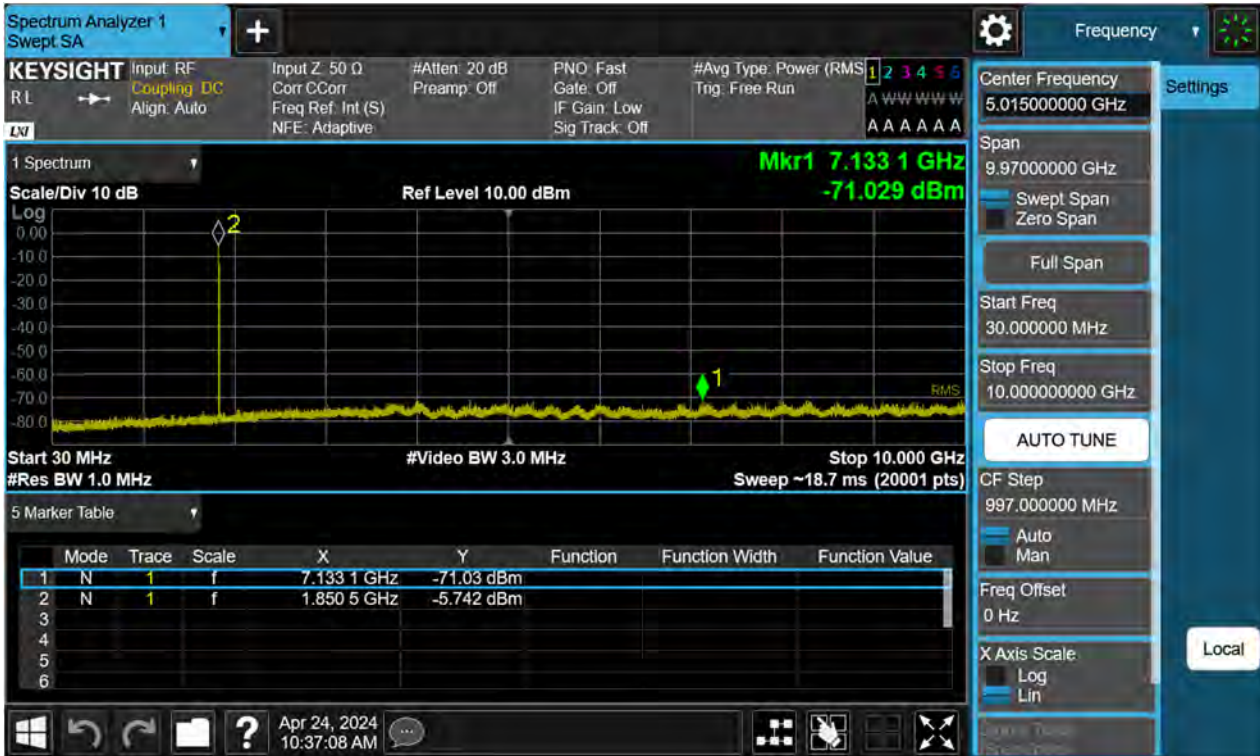 Spectrum Analyzer 1
Swept SA
+
Frequency
KEYSIGHT
RL
LXI
Input: RF
Coupling: DC
Align: Auto
Input Z: 50 Ω
Corr CCorr
Freq Ref: Int (S)
NFE: Adaptive
#Atten: 20 dB
Preamp: Off
PNO: Fast
Gate: Off
IF Gain: Low
Sig Track: Off
#Avg Type: Power (RMS
Trig: Free Run
1 2 3 4 5 6
A W W W W W
A A A A A A
1 Spectrum
Scale/Div 10 dB
Ref Level 10.00 dBm
Mkr1 7.133 1 GHz
-71.029 dBm
Log
0.00
-10.0
-20.0
-30.0
-40.0
-50.0
-60.0
-70.0
-80.0
2
1
RMS
Start 30 MHz
#Video BW 3.0 MHz
Stop 10.000 GHz
#Res BW 1.0 MHz
Sweep ~18.7 ms (20001 pts)
5 Marker Table
Mode Trace Scale X Y Function Function Width Function Value
1 N 1 f 7.133 1 GHz -71.03 dBm
2 N 1 f 1.850 5 GHz -5.742 dBm
3
4
5
6
?
Apr 24, 2024
10:37:08 AM
Center Frequency
5.015000000 GHz
Span
9.97000000 GHz
Swept Span
Zero Span
Full Span
Start Freq
30.000000 MHz
Stop Freq
10.000000000 GHz
AUTO TUNE
CF Step
997.000000 MHz
Auto
Man
Freq Offset
0 Hz
X Axis Scale
Log
Lin
Settings
Local